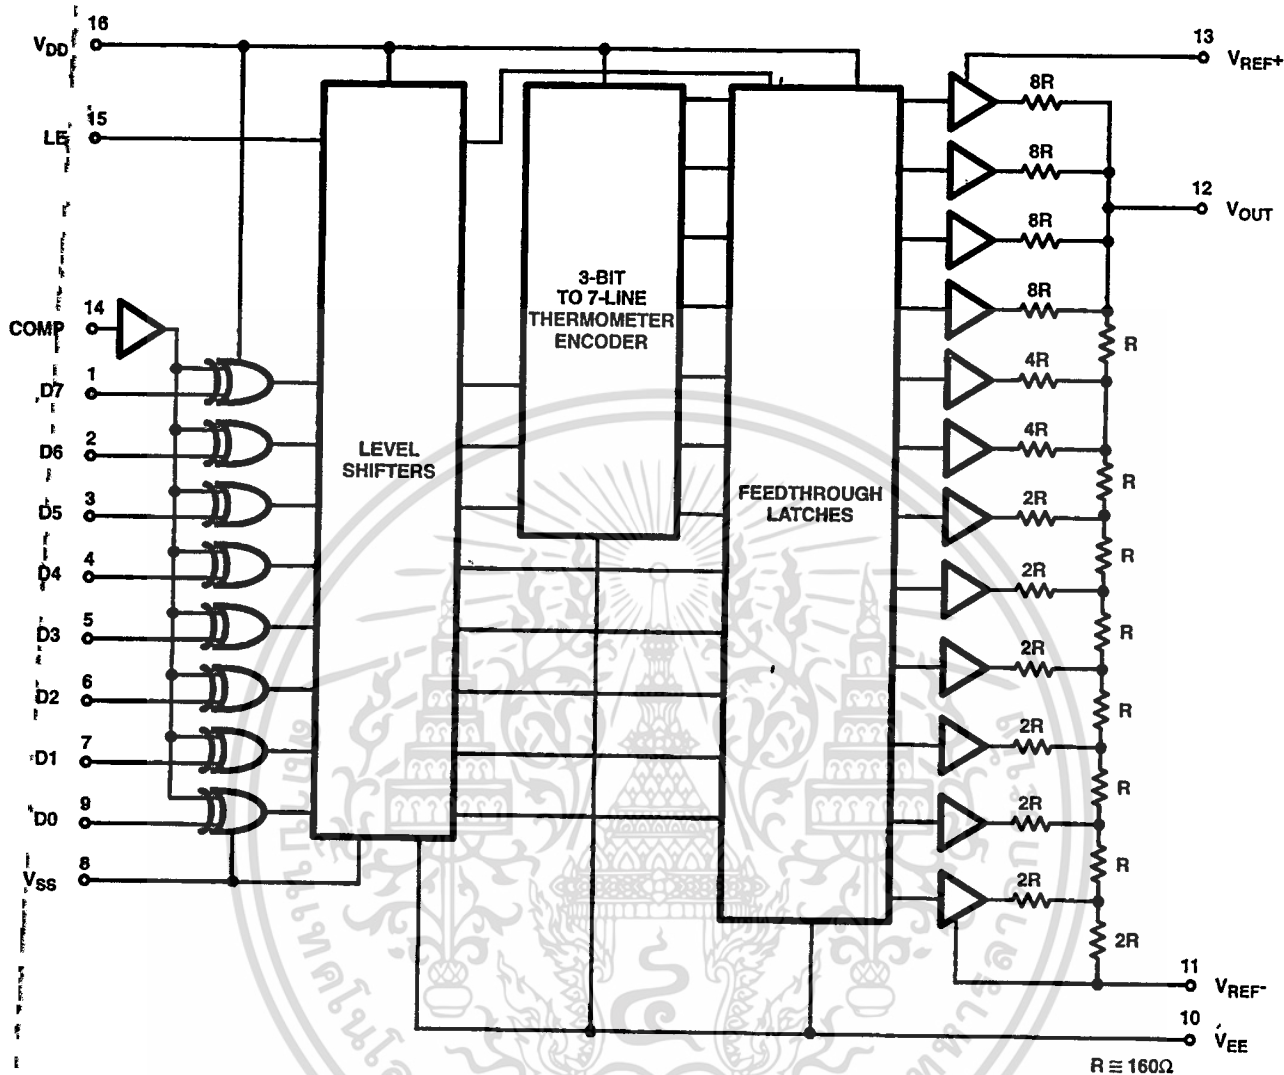 16
VDD
15
LE
14
COMP
1
D7
2
D6
3
D5
4
D4
5
D3
6
D2
7
D1
9
D0
8
VSS
LEVEL
SHIFTERS
3-BIT
TO 7-LINE
THERMOMETER
ENCODER
FEEDTHROUGH
LATCHES
8R
8R
8R
8R
4R
4R
2R
2R
2R
2R
2R
2R
R
R
R
R
R
R
R
2R
13
VREF+
12
VOUT
11
VREF-
10
VEE
R ≅ 160Ω